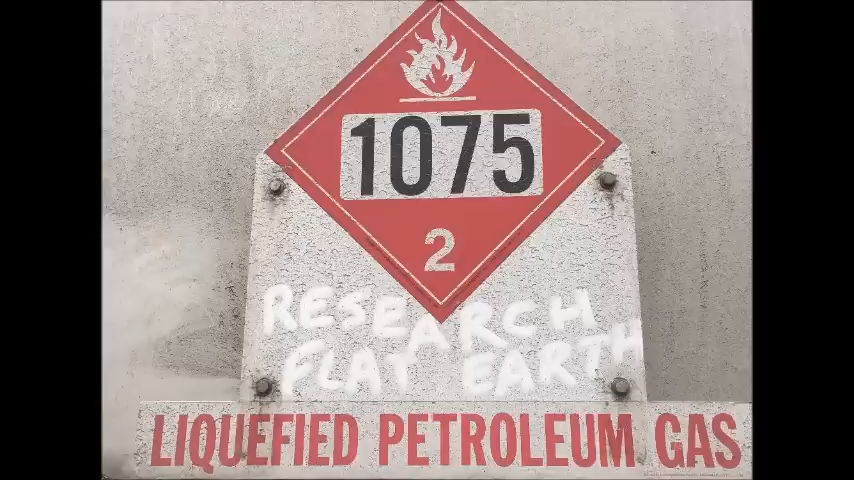 1075
2
RESEARCH
FLAT EARTH
LIQUEFIED PETROLEUM GAS